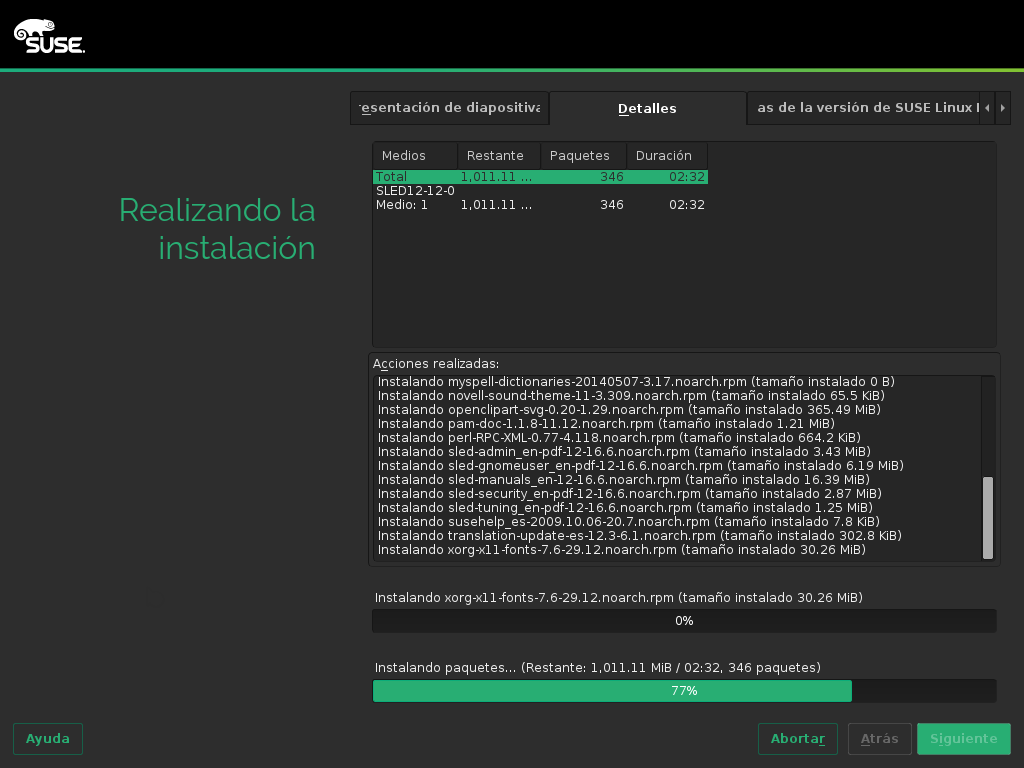 SUSE.
esentación de diapositiva
Detalles
as de la versión de SUSE Linux
Realizando la
instalación
Medios Restante Paquetes Duración
Total 1,011.11 ... 346 02:32
SLED12-12-0
Medio: 1 1,011.11 ... 346 02:32
Acciones realizadas:
Instalando myspell-dictionaries-20140507-3.17.noarch.rpm (tamaño instalado 0 B)
Instalando novell-sound-theme-11-3.309.noarch.rpm (tamaño instalado 65.5 KiB)
Instalando openclipart-svg-0.20-1.29.noarch.rpm (tamaño instalado 365.49 MiB)
Instalando pam-doc-1.1.8-11.12.noarch.rpm (tamaño instalado 1.21 MiB)
Instalando perl-RPC-XML-0.77-4.118.noarch.rpm (tamaño instalado 664.2 KiB)
Instalando sled-admin_en-pdf-12-16.6.noarch.rpm (tamaño instalado 3.43 MiB)
Instalando sled-gnomeuser_en-pdf-12-16.6.noarch.rpm (tamaño instalado 6.19 MiB)
Instalando sled-manuals_en-12-16.6.noarch.rpm (tamaño instalado 16.39 MiB)
Instalando sled-security_en-pdf-12-16.6.noarch.rpm (tamaño instalado 2.87 MiB)
Instalando sled-tuning_en-pdf-12-16.6.noarch.rpm (tamaño instalado 1.25 MiB)
Instalando susehelp_es-2009.10.06-20.7.noarch.rpm (tamaño instalado 7.8 KiB)
Instalando translation-update-es-12.3-6.1.noarch.rpm (tamaño instalado 302.8 KiB)
Instalando xorg-x11-fonts-7.6-29.12.noarch.rpm (tamaño instalado 30.26 MiB)
Instalando xorg-x11-fonts-7.6-29.12.noarch.rpm (tamaño instalado 30.26 MiB)
0%
Instalando paquetes... (Restante: 1,011.11 MiB / 02:32, 346 paquetes)
77%
Ayuda
Abortar
Atrás
Siguiente